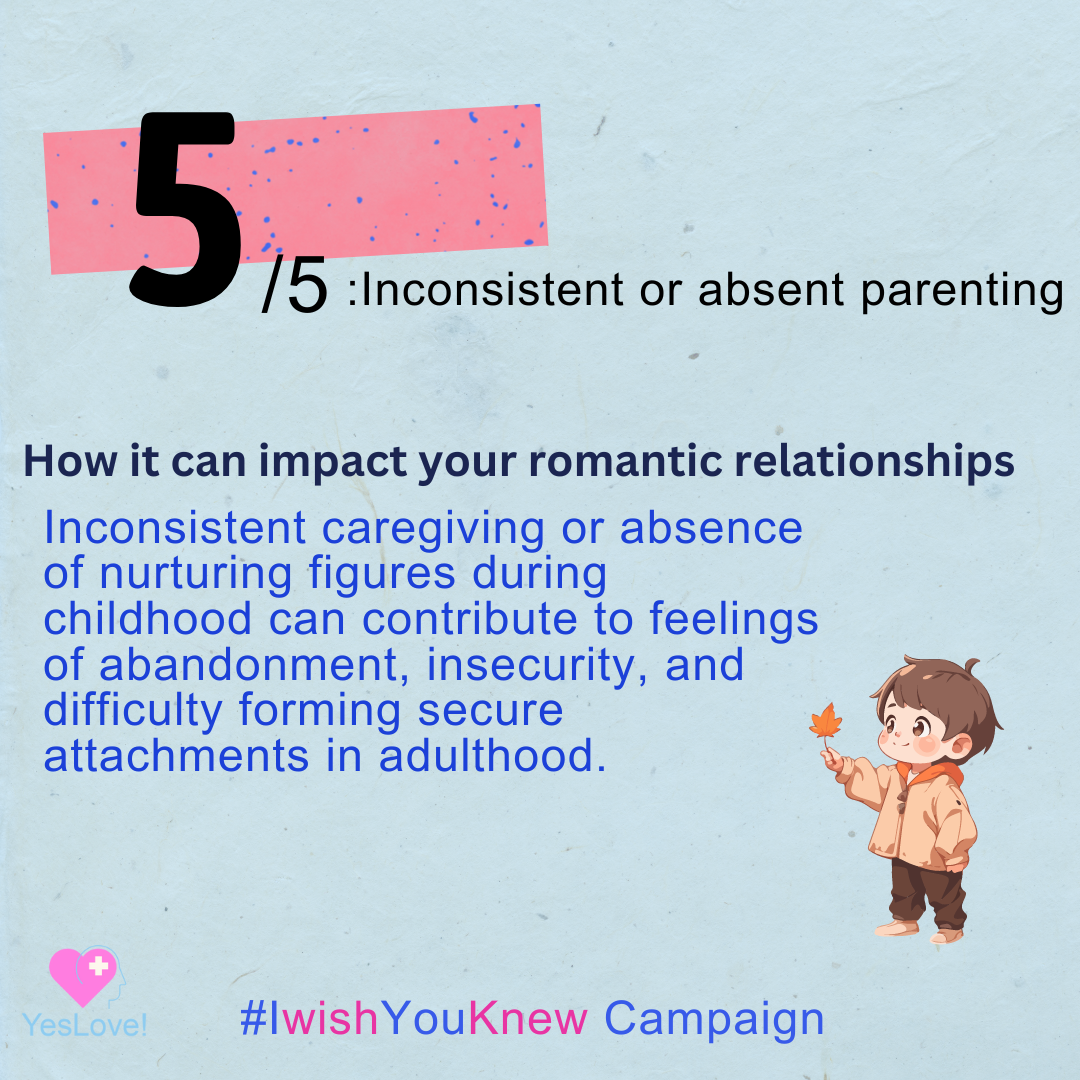 5/5 :Inconsistent or absent parenting
How it can impact your romantic relationships
Inconsistent caregiving or absence
of nurturing figures during
childhood can contribute to feelings
of abandonment, insecurity, and
difficulty forming secure
attachments in adulthood.
YesLove!
#IwishYouKnew Campaign